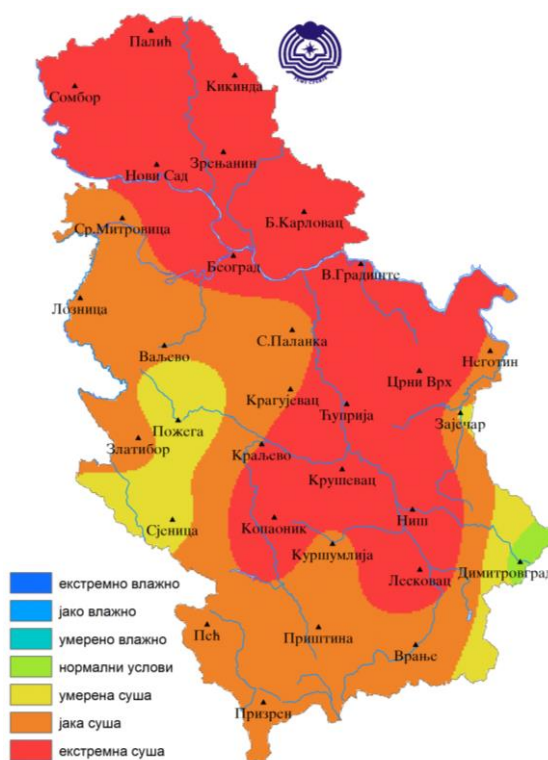 Палић
Кикинда
Сомбор
Зрењанин
Нови Сад
Б.Карловац
Ср.Митровица
Београд
В.Градиште
Лозница
С.Паланка
Ваљево
Неготин
Црни Врх
Крагујевац
Ћуприја
Зајечар
Пожега
Златибор
Краљево
Крушевац
Сјеница
Копаоник
Ниш
Куршумлија
Лесковац
Димитровград
Пећ
Приштина
Врање
Призрен
екстремно влажно
јако влажно
умерено влажно
нормални услови
умерена суша
јака суша
екстремна суша